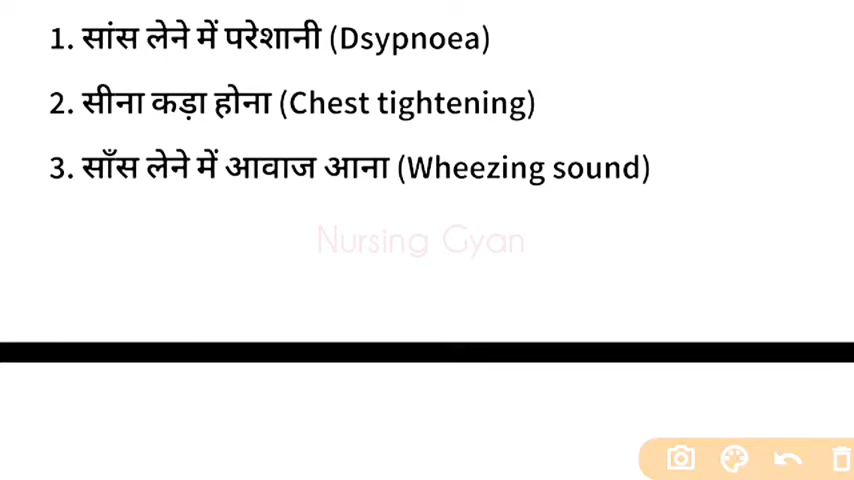 1. सांस लेने में परेशानी (Dsypnoea)
2. सीना कड़ा होना (Chest tightening)
3. साँस लेने में आवाज आना (Wheezing sound)
Nursing Gyan